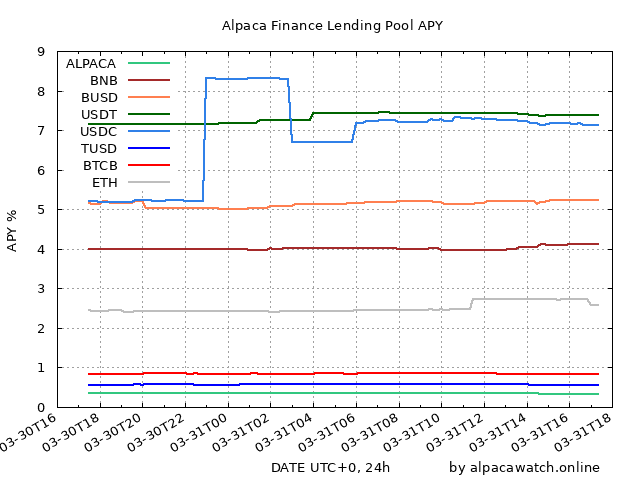 Alpaca Finance Lending Pool APY
9
8
7
6
5
4
3
2
1
0
APY %
ALPACA
BNB
BUSD
USDT
USDC
TUSD
BTCB
ETH
03-30T16
03-30T18
03-30T20
03-30T22
03-31T00
03-31T02
03-31T04
03-31T06
03-31T08
03-31T10
03-31T12
03-31T14
03-31T16
03-31T18
DATE UTC+0, 24h
by alpacawatch.online